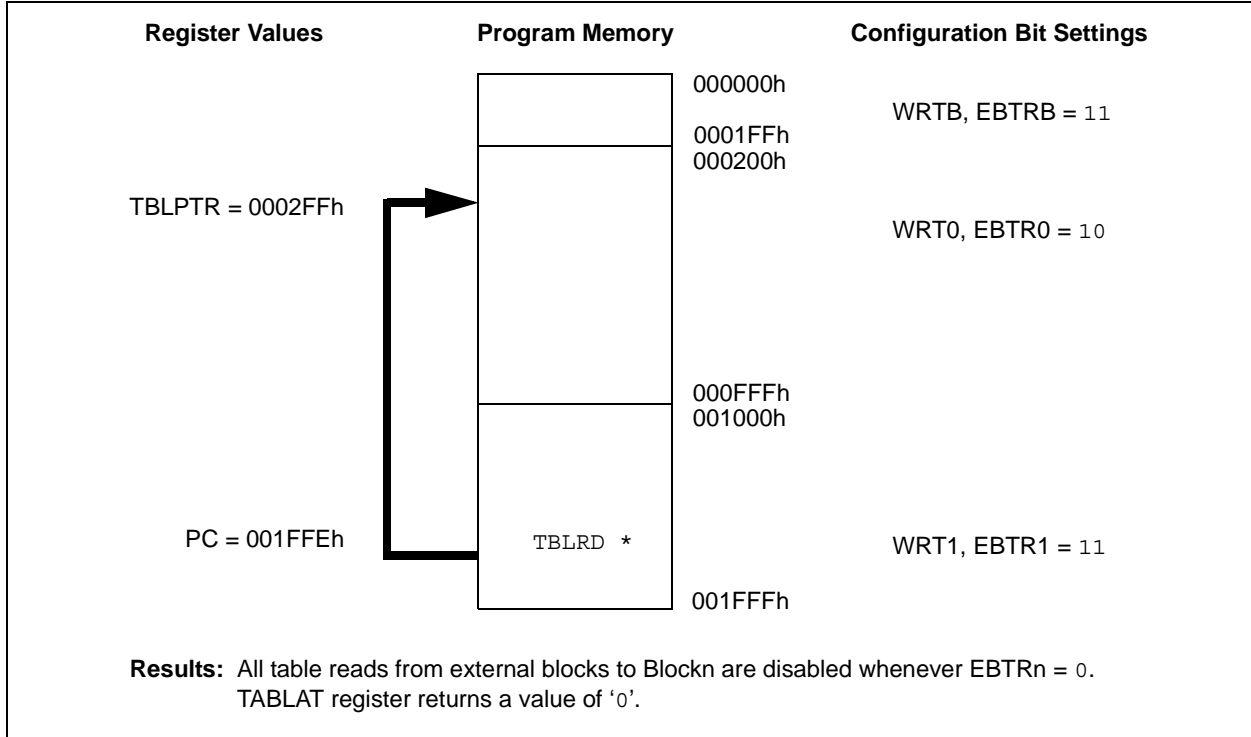 Register Values Program Memory Configuration Bit Settings
000000h
WRTB, EBTRB = 11
0001FFh
000200h
TBLPTR = 0002FFh
WRT0, EBTR0 = 10
000FFFh
001000h
PC = 001FFEh TBLRD * WRT1, EBTR1 = 11
001FFFh
Results: All table reads from external blocks to Blockn are disabled whenever EBTRn = 0.
TABLAT register returns a value of ‘0’.